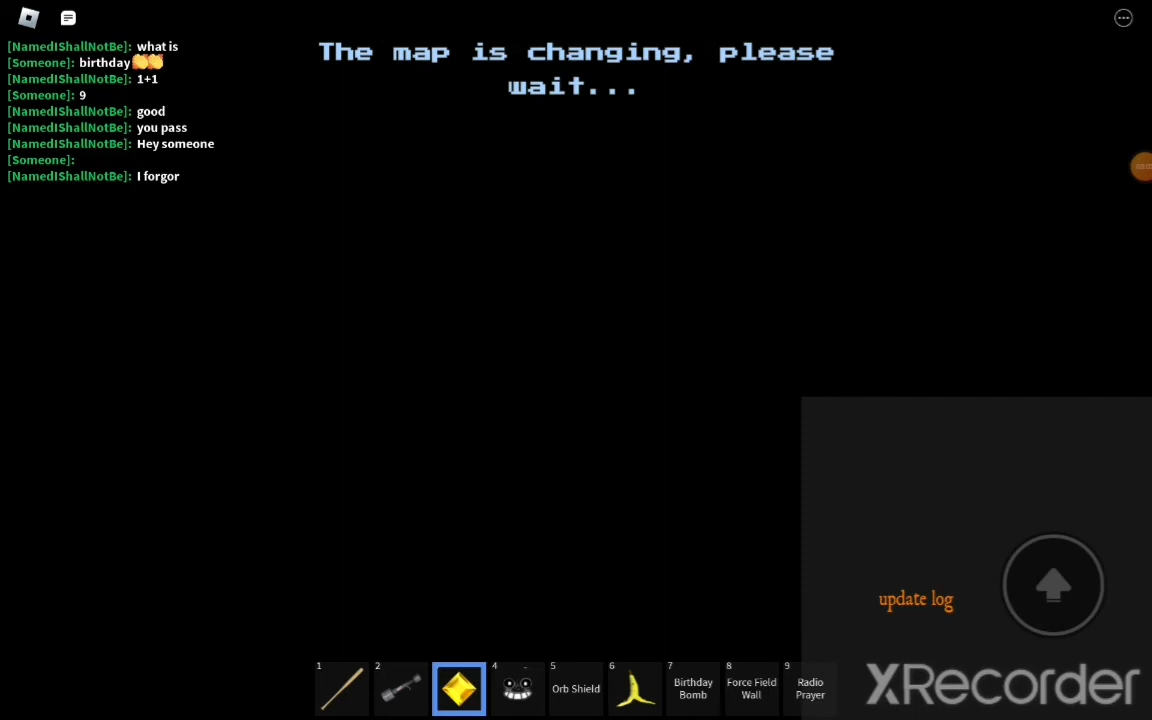 [NamedIShallNotBe]: what is
[Someone]: birthday
[NamedIShallNotBe]: 1+1
[Someone]: 9
[NamedIShallNotBe]: good
[NamedIShallNotBe]: you pass
[NamedIShallNotBe]: Hey someone
[Someone]:
[NamedIShallNotBe]: I forgor
The map is changing, please
wait...
update log
1
2
4
5
Orb Shield
6
7
Birthday
Bomb
8
Force Field
Wall
9
Radio
Prayer
XRecorder